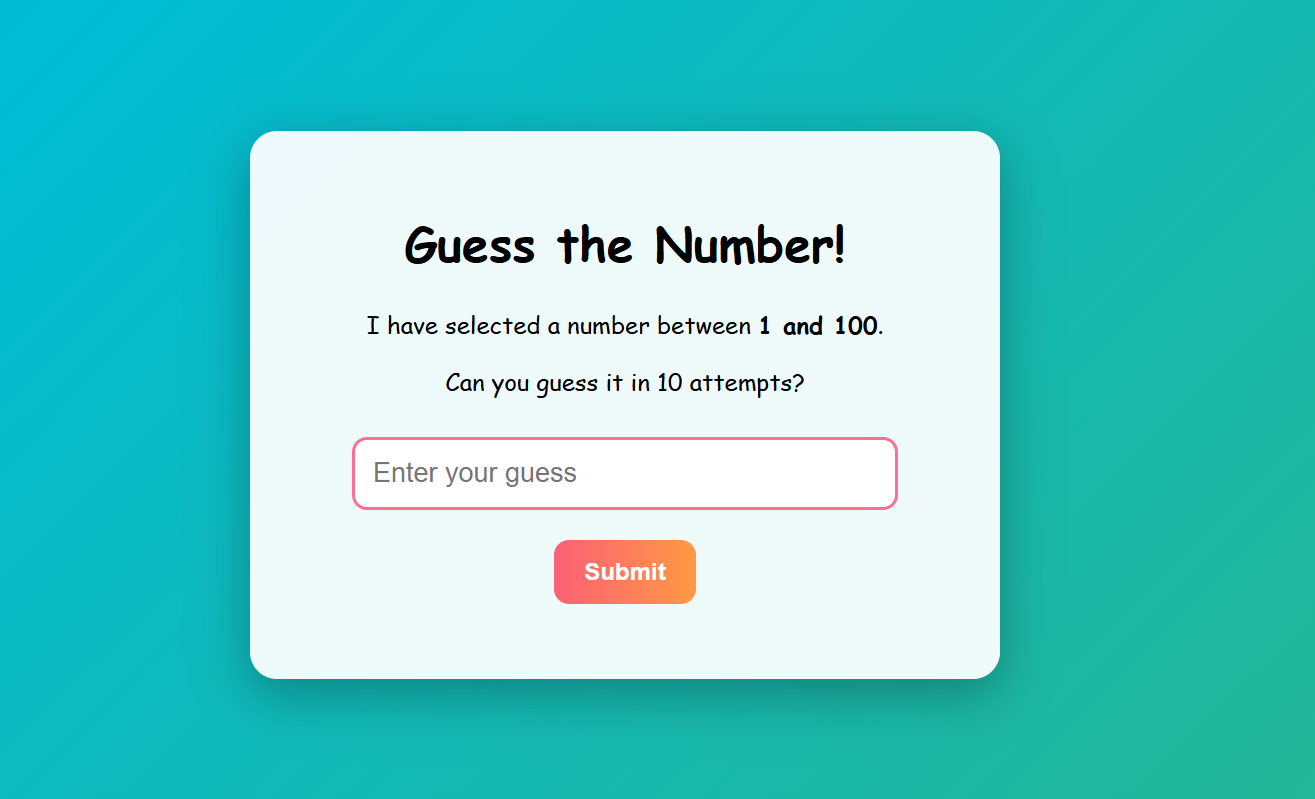 Guess the Number!
I have selected a number between 1 and 100.
Can you guess it in 10 attempts?
Enter your guess
Submit